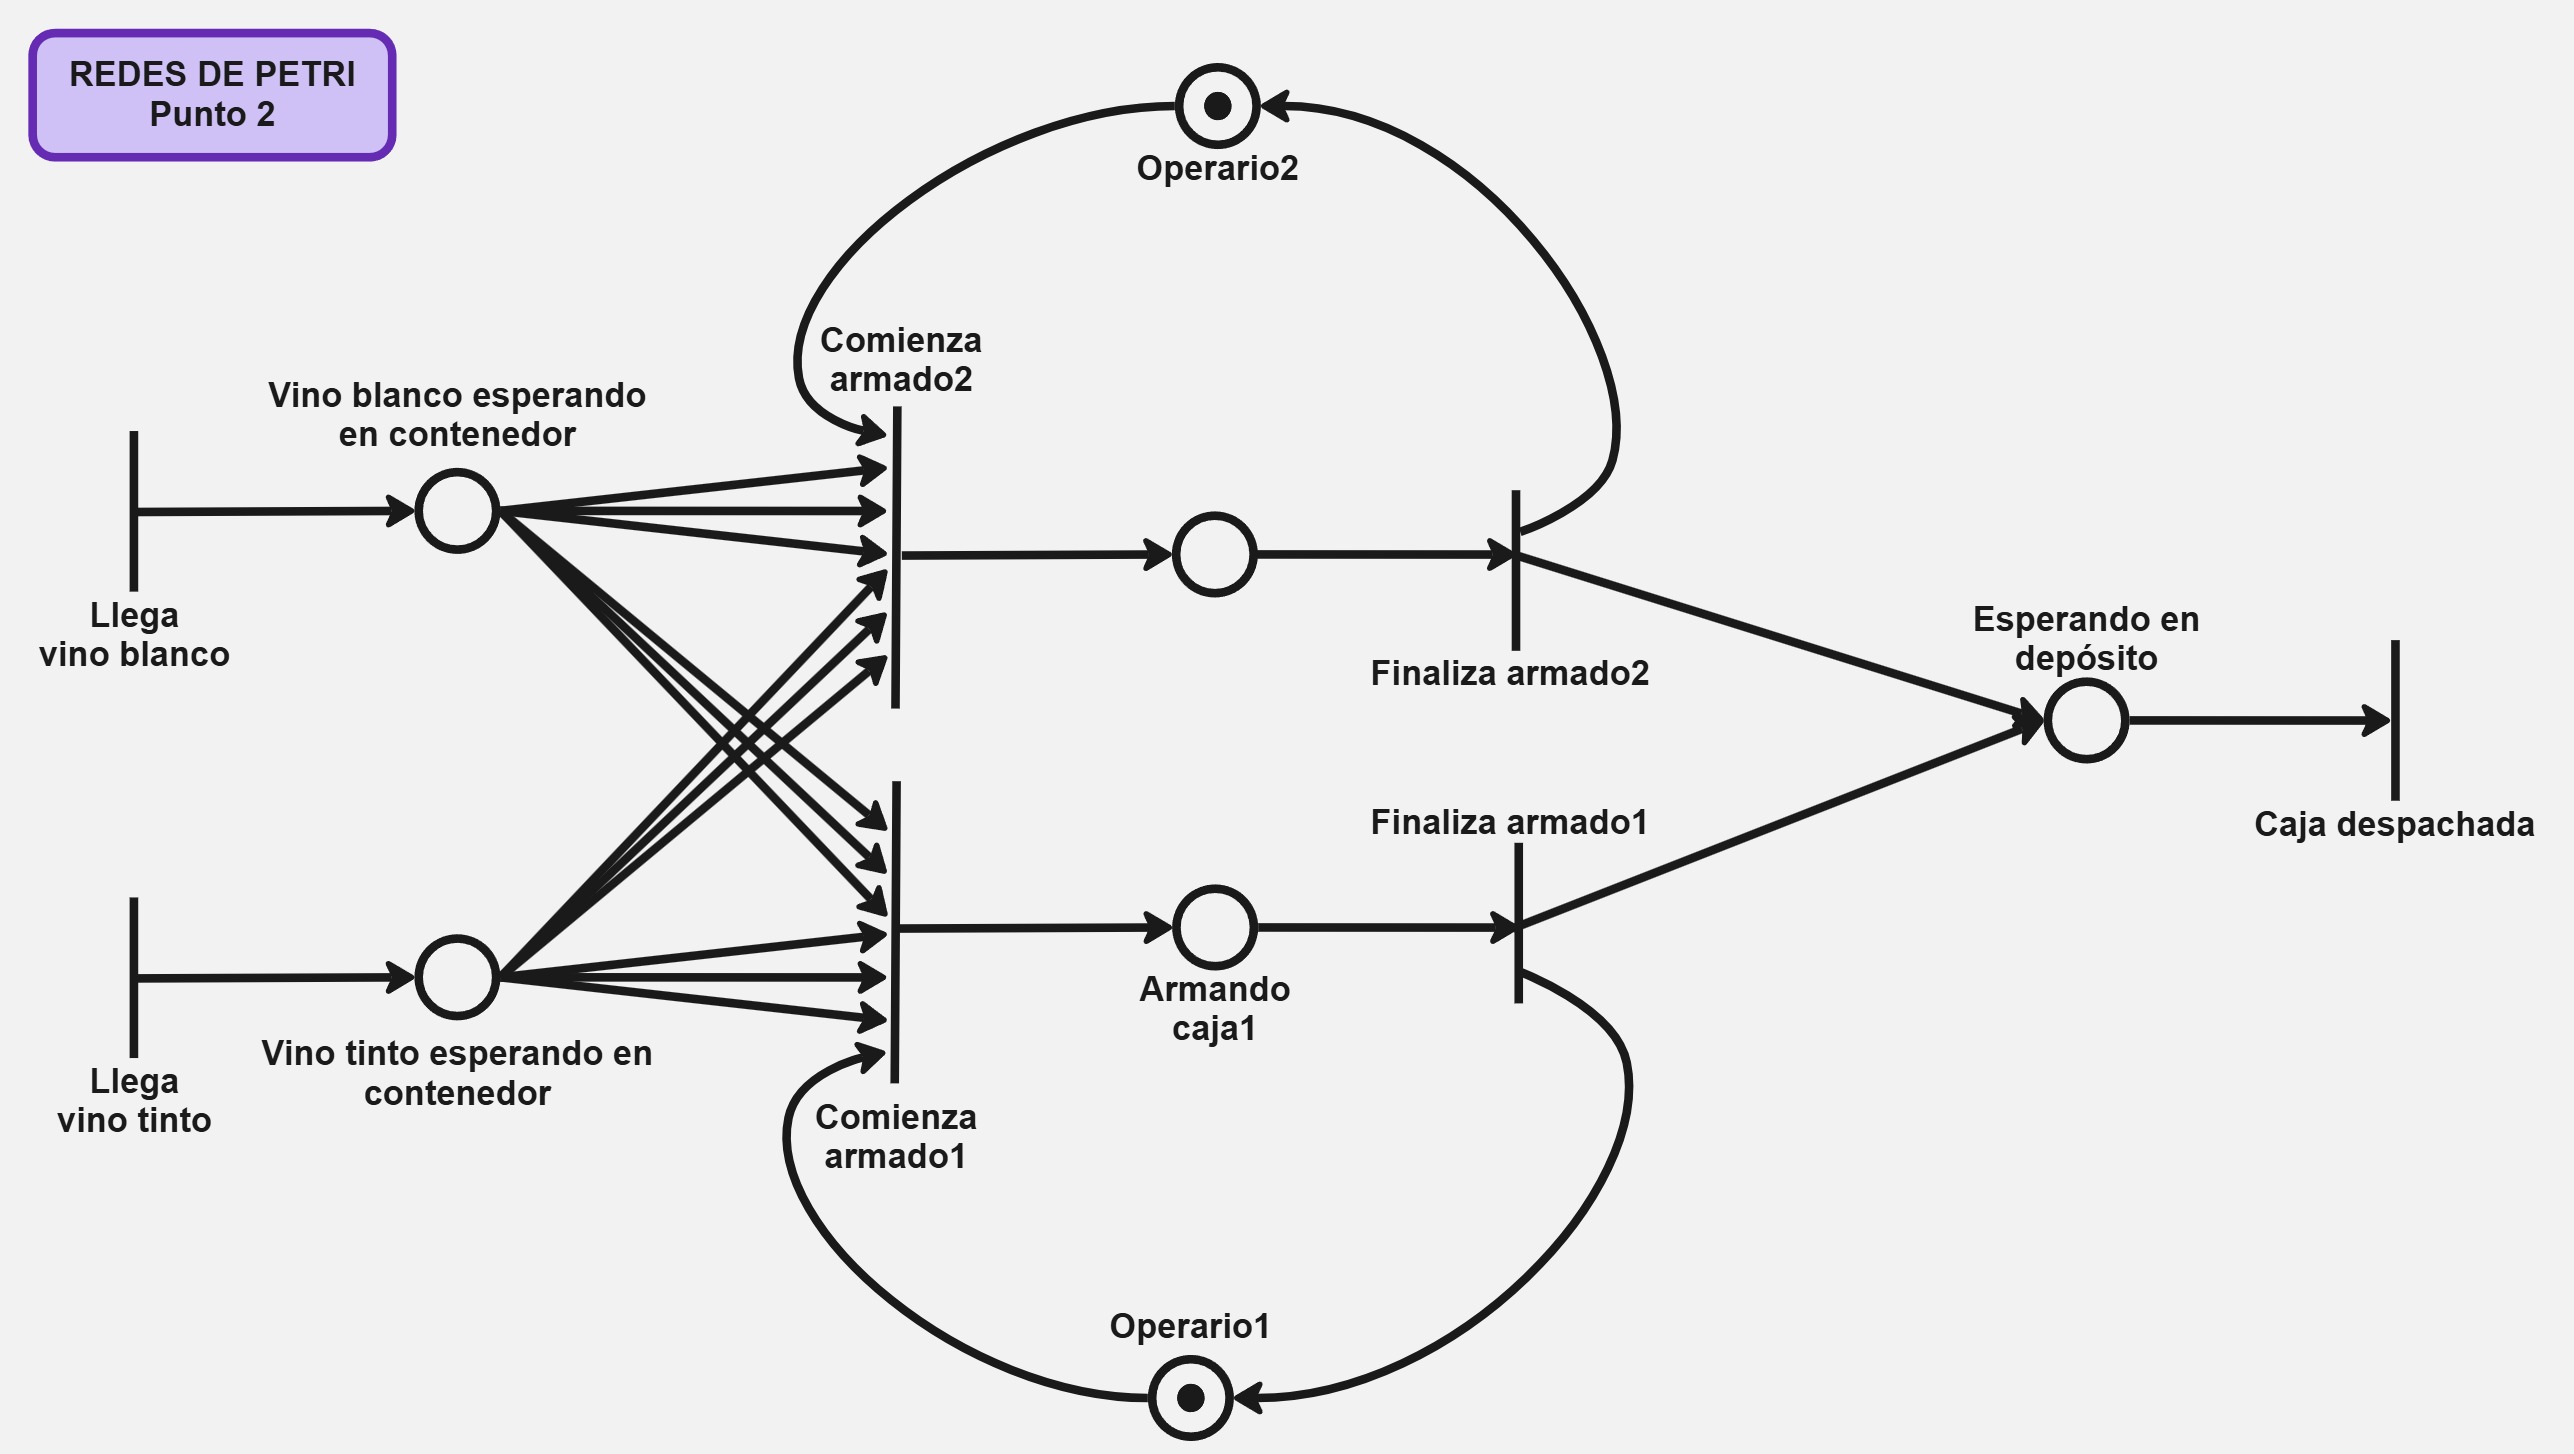 REDES DE PETRI
Punto 2
Operario2
Comienza
armado2
Vino blanco esperando
en contenedor
Llega
vino blanco
Finaliza armado2
Esperando en
depósito
Finaliza armado1
Caja despachada
Armando
caja1
Vino tinto esperando en
contenedor
Llega
vino tinto
Comienza
armado1
Operario1